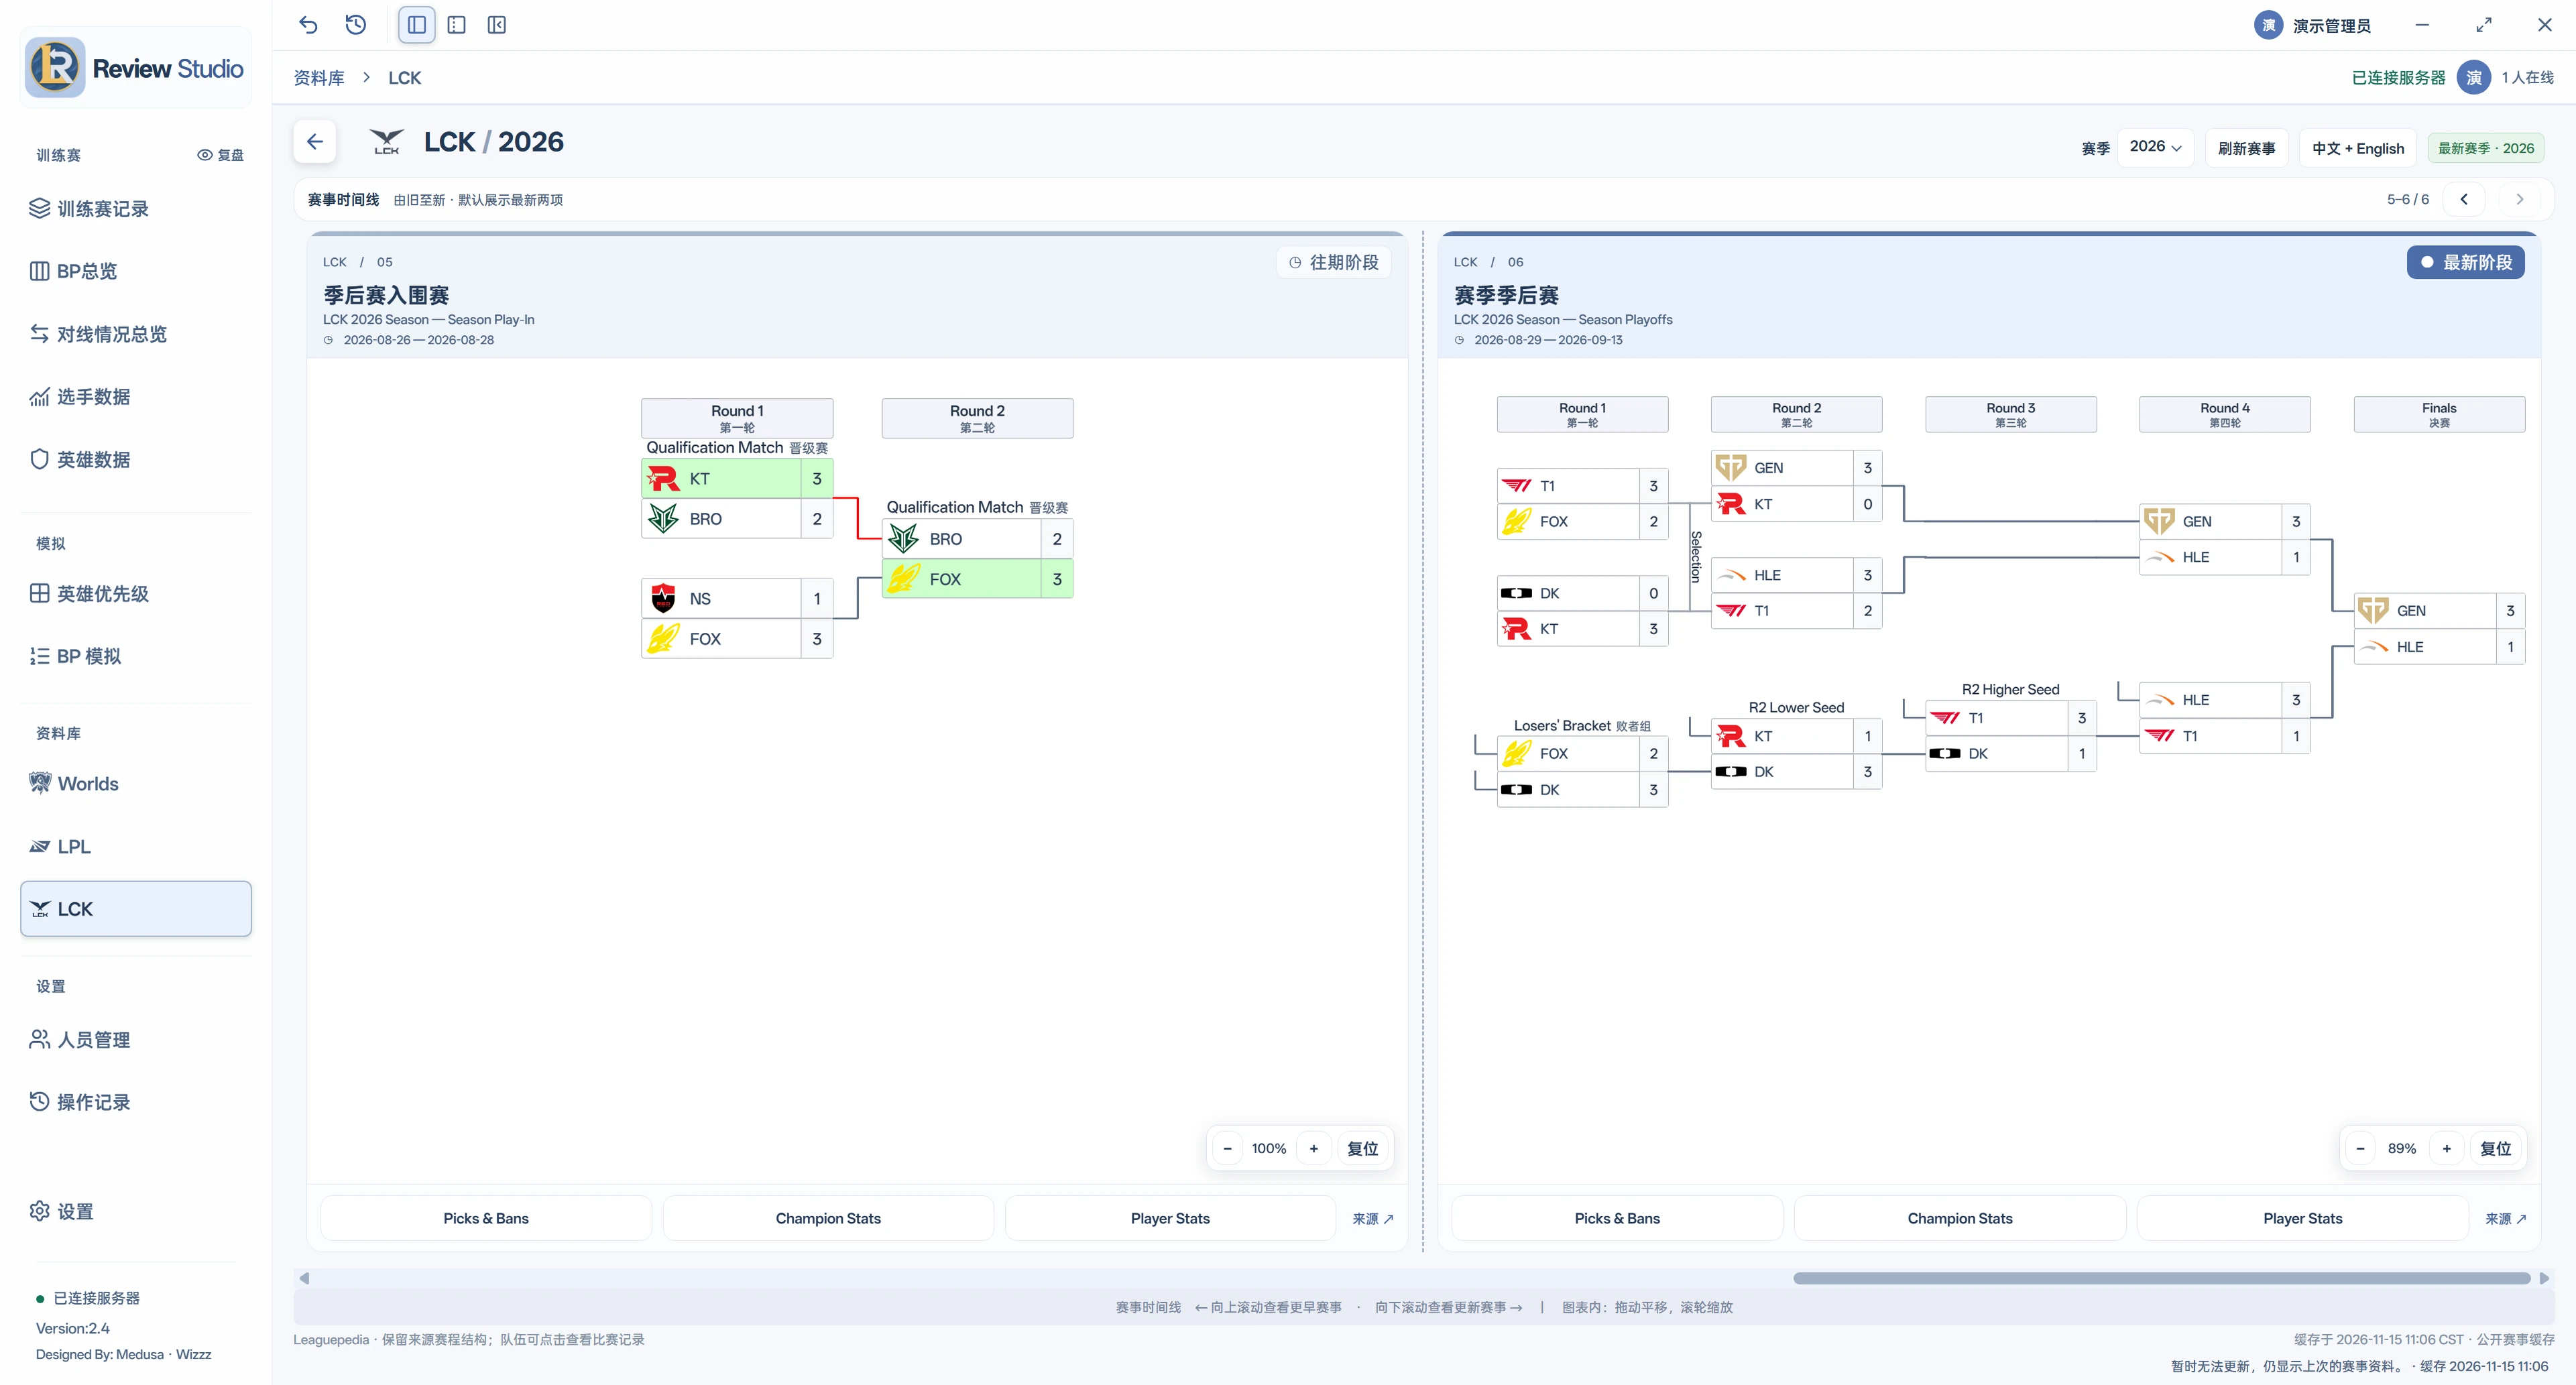 演 演示管理员
Review Studio
资料库 > LCK
已连接服务器 演 1 人在线
LCK / 2026
赛季 2026 刷新赛事 中文 + English 最新赛季 · 2026
训练赛 复盘
训练赛记录
BP总览
对线情况总览
选手数据
英雄数据
模拟
英雄优先级
BP 模拟
资料库
Worlds
LPL
LCK
设置
人员管理
操作记录
设置
已连接服务器
Version:2.4
Designed By: Medusa · Wizzz
赛事时间线 由旧至新 · 默认展示最新两项
5–6 / 6
LCK / 05
往期阶段
季后赛入围赛
LCK 2026 Season — Season Play-In
2026-08-26 — 2026-08-28
Round 1
第一轮
Round 2
第二轮
Qualification Match 晋级赛
KT 3
BRO 2
NS 1
FOX 3
Qualification Match 晋级赛
BRO 2
FOX 3
− 100% + 复位
Picks & Bans Champion Stats Player Stats 来源 ↗
LCK / 06
最新阶段
赛季季后赛
LCK 2026 Season — Season Playoffs
2026-08-29 — 2026-09-13
Round 1
第一轮
Round 2
第二轮
Round 3
第三轮
Round 4
第四轮
Finals
决赛
T1 3
FOX 2
DK 0
KT 3
Selection
GEN 3
KT 0
HLE 3
T1 2
GEN 3
HLE 1
GEN 3
HLE 1
Losers' Bracket 败者组
FOX 2
DK 3
R2 Lower Seed
KT 1
DK 3
R2 Higher Seed
T1 3
DK 1
HLE 3
T1 1
− 89% + 复位
Picks & Bans Champion Stats Player Stats 来源 ↗
赛事时间线 ←向上滚动查看更早赛事 · 向下滚动查看更新赛事→ | 图表内：拖动平移，滚轮缩放
Leaguepedia · 保留来源赛程结构；队伍可点击查看比赛记录
缓存于 2026-11-15 11:06 CST · 公开赛事缓存
暂时无法更新，仍显示上次的赛事资料。 · 缓存 2026-11-15 11:06